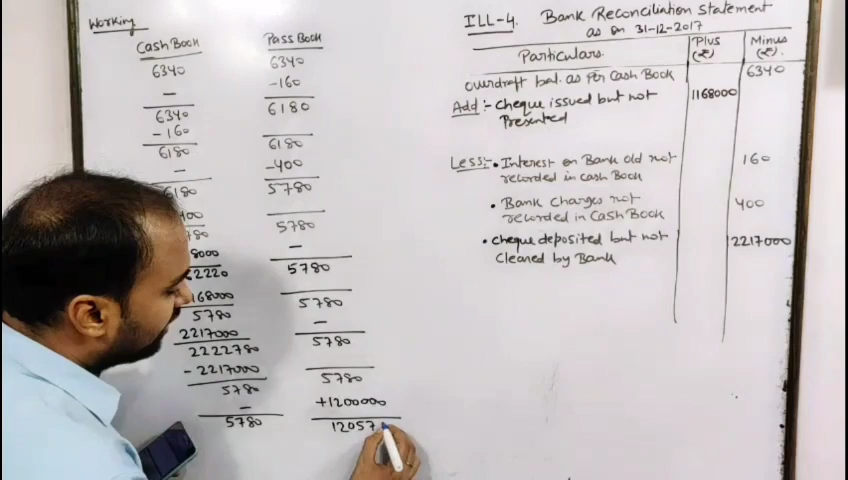 Working
Cash Book
6340
-
6340
-160
6180
-
6180
400
780
8000
2220
168000
5780
2217000
2222780
-2217000
5780
-
5780
Pass Book
6340
-160
6180
6180
-400
5780
5780
-
5780
5780
-
5780
5780
+1200000
12057
ILL-4. Bank Reconciliation Statement
as on 31-12-2017
Particulars Plus (₹) Minus (₹).
overdraft bal. as per Cash Book 6340
Add:- Cheque issued but not 1168000
Presented
Less:- • Interest on Bank o/d not 160
recorded in Cash Book
• Bank Charges not 400
recorded in Cash Book
• cheque deposited but not 2217000
Cleaned by Bank